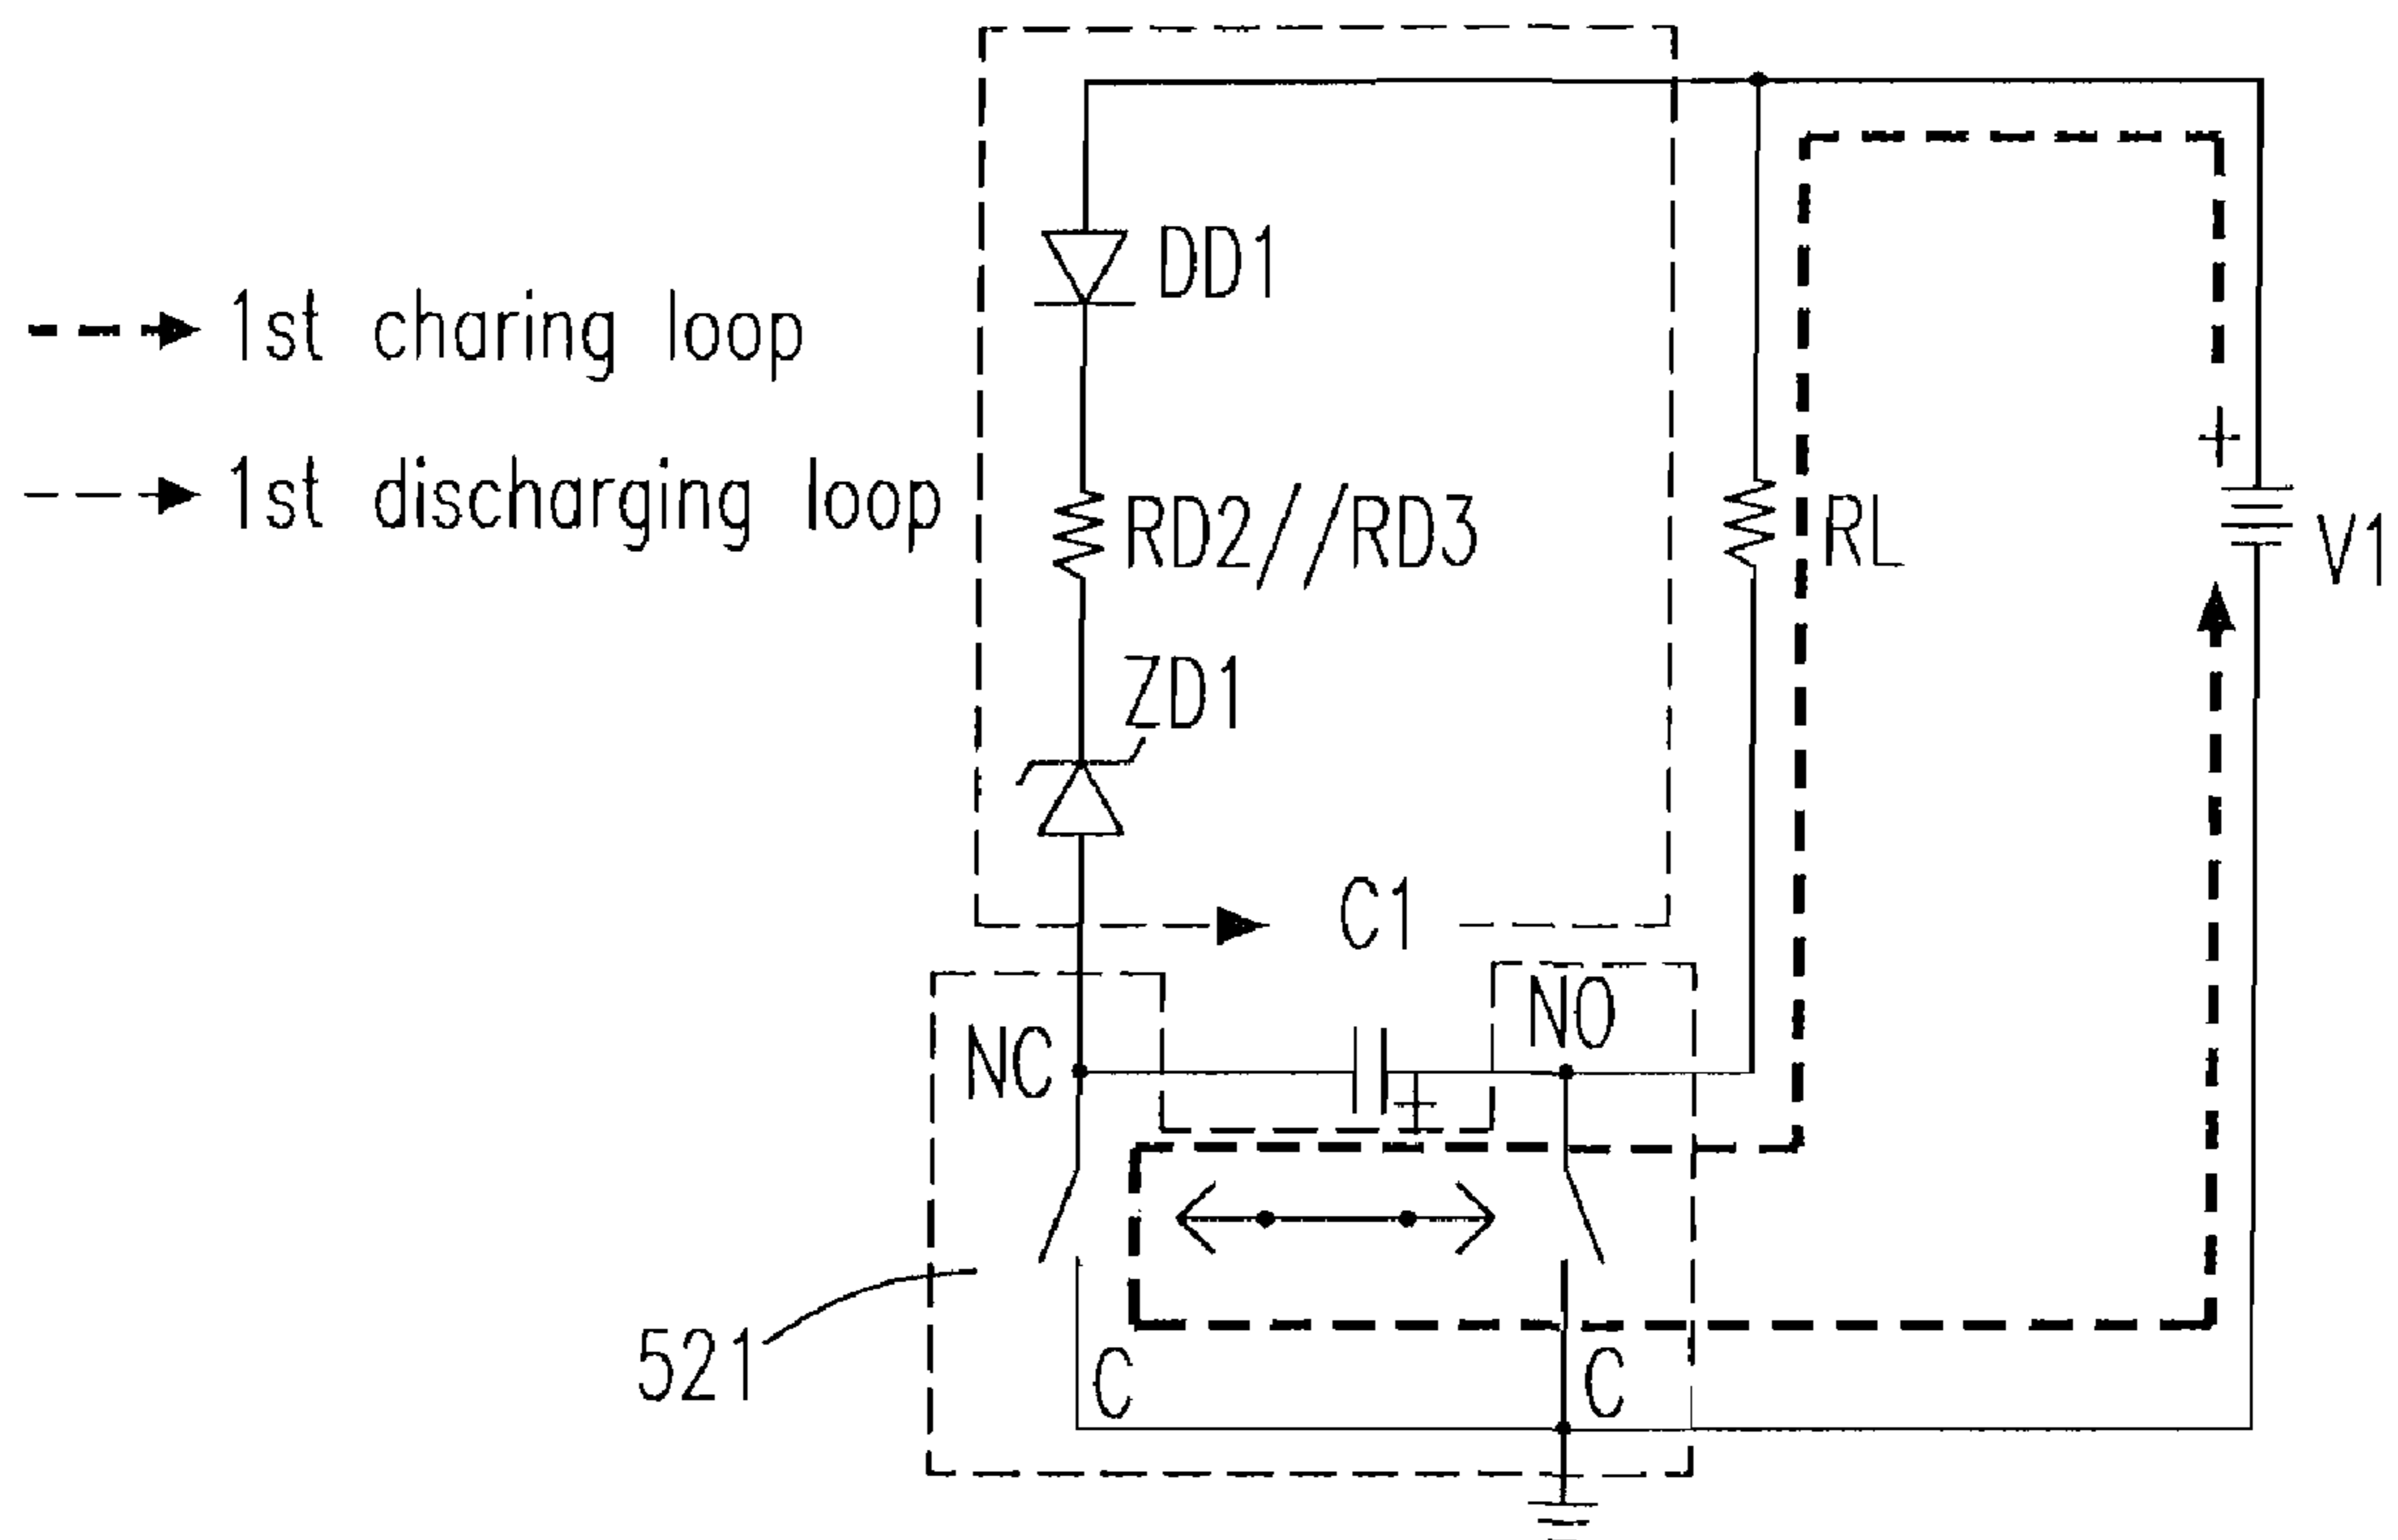 DD1
1st charing loop
+
1st discharging loop
RD2//RD3
RL
V1
ZD1
C1
NO
NC
+
521
C
C